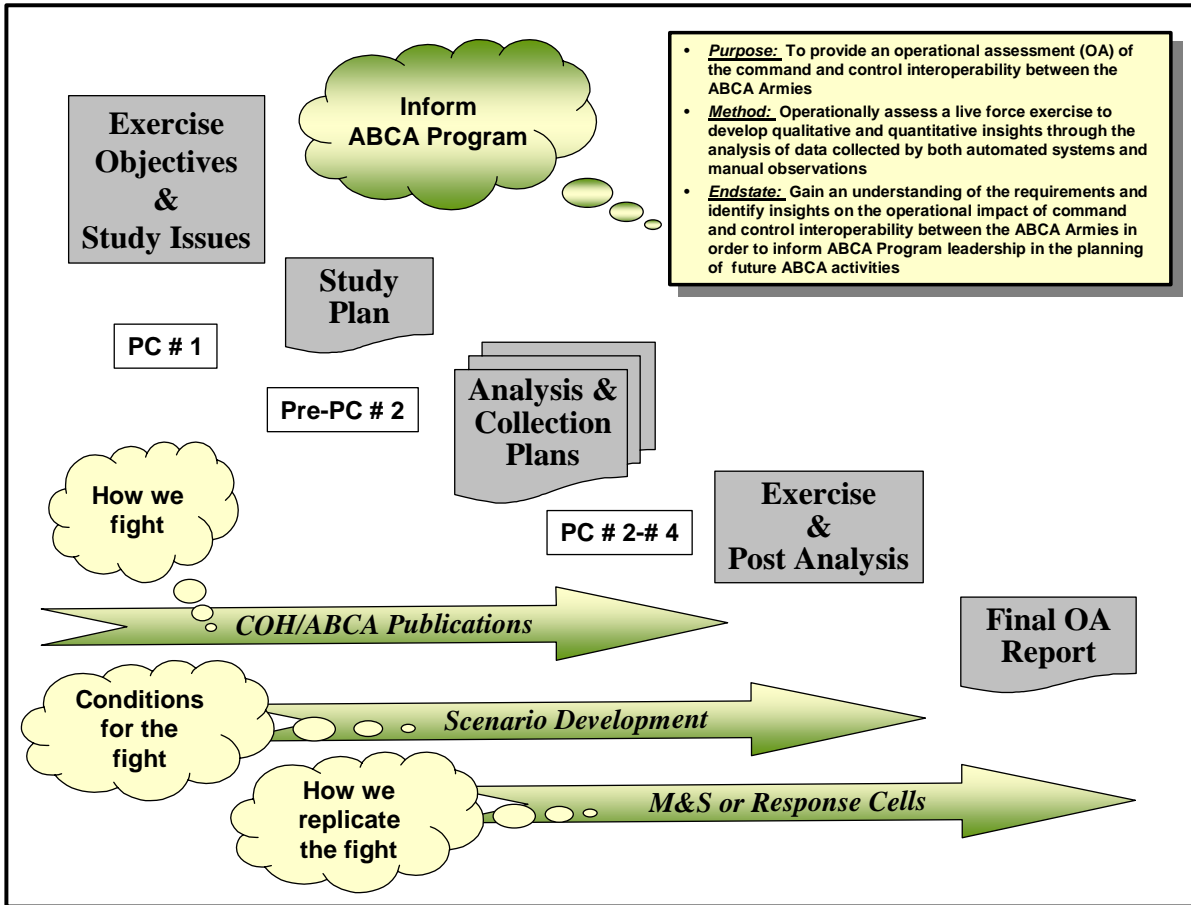 Exercise
Objectives
&
Study Issues
Inform
ABCA Program
• Purpose: To provide an operational assessment (OA) of
the command and control interoperability between the
ABCA Armies
• Method: Operationally assess a live force exercise to
develop qualitative and quantitative insights through the
analysis of data collected by both automated systems and
manual observations
• Endstate: Gain an understanding of the requirements and
identify insights on the operational impact of command
and control interoperability between the ABCA Armies in
order to inform ABCA Program leadership in the planning
of future ABCA activities
Study
Plan
PC # 1
Pre-PC # 2
Analysis &
Collection
Plans
How we
fight
PC # 2-# 4
Exercise
&
Post Analysis
COH/ABCA Publications
Final OA
Report
Conditions
for the
fight
Scenario Development
How we
replicate
the fight
M&S or Response Cells